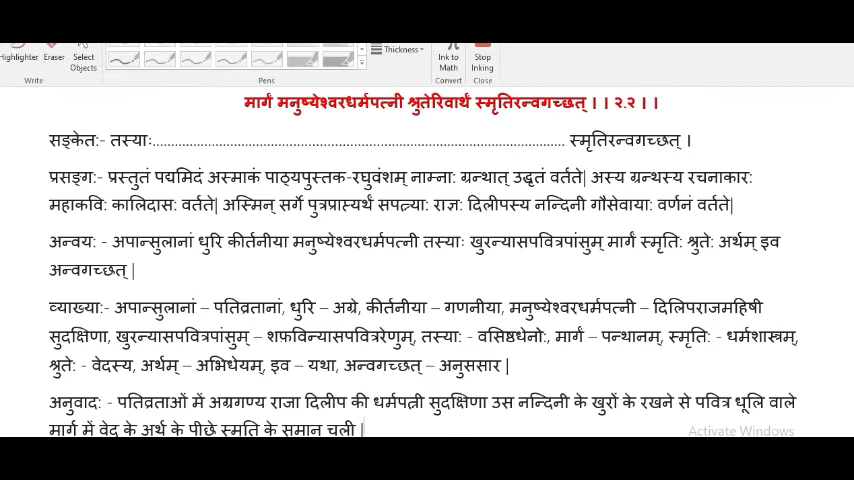 Highlighter Eraser Select Objects
Thickness
Ink to Math
Stop Inking
Write
Pens
Convert
Close
मार्गं मनुष्येश्वरधर्मपत्नी श्रुतेरिवार्थं स्मृतिरन्वगच्छत् । । २.२ । ।
सङ्केत:- तस्याः................................................................................................... स्मृतिरन्वगच्छत् ।
प्रसङ्ग:- प्रस्तुतं पद्यमिदं अस्माकं पाठ्यपुस्तक-रघुवंशम् नाम्ना: ग्रन्थात् उद्धृतं वर्तते| अस्य ग्रन्थस्य रचनाकार:
महाकवि: कालिदास: वर्तते| अस्मिन् सर्गे पुत्रप्राप्त्यर्थं सपत्न्या: राज्ञ: दिलीपस्य नन्दिनी गौसेवाया: वर्णनं वर्तते|
अन्वय: - अपान्सुलानां धुरि कीर्तनीया मनुष्येश्वरधर्मपत्नी तस्याः खुरन्यासपवित्रपांसुम् मार्गं स्मृति: श्रुते: अर्थम् इव
अन्वगच्छत् |
व्याख्या:- अपान्सुलानां – पतिव्रतानां, धुरि – अग्रे, कीर्तनीया – गणनीया, मनुष्येश्वरधर्मपत्नी – दिलिपराजमहिषी
सुदक्षिणा, खुरन्यासपवित्रपांसुम् – शफविन्यासपवित्ररेणुम्, तस्या: - वसिष्ठधेनो:, मार्गं – पन्थानम्, स्मृति: - धर्मशास्त्रम्,
श्रुते: - वेदस्य, अर्थम् – अभिधेयम्, इव – यथा, अन्वगच्छत् – अनुससार |
अनुवाद: - पतिव्रताओं में अग्रगण्य राजा दिलीप की धर्मपत्नी सुदक्षिणा उस नन्दिनी के खुरों के रखने से पवित्र धूलि वाले
मार्ग में वेद के अर्थ के पीछे स्मृति के समान चली |
Activate Windows